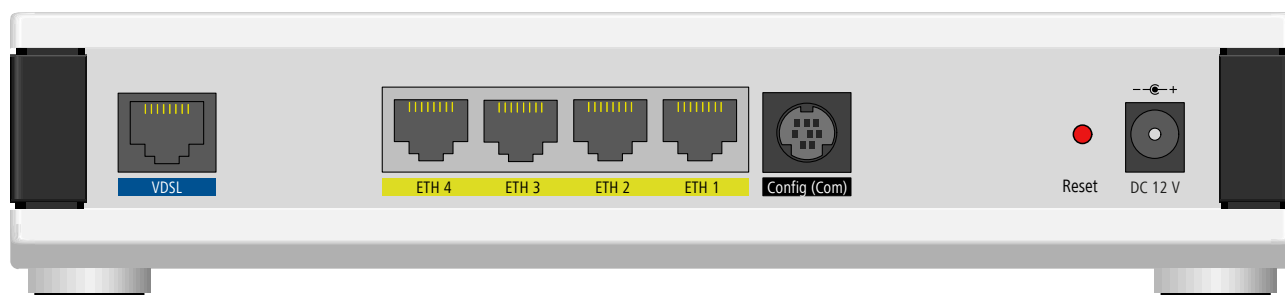 VDSL
ETH 4
ETH 3
ETH 2
ETH 1
Config (Com)
Reset
DC 12 V